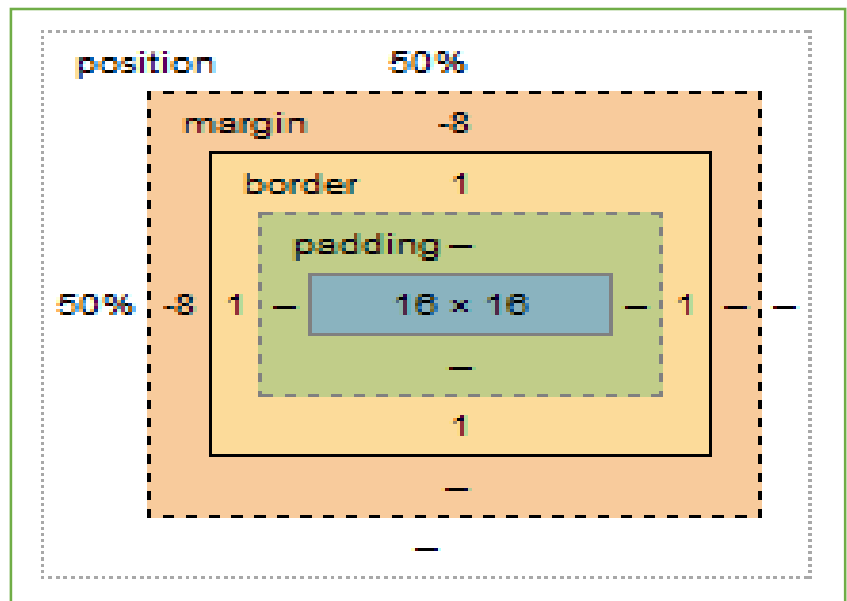 position 50%
margin -8
border 1
padding –
50% -8 1 – 16 × 16 – 1 – –
–
1
–
–